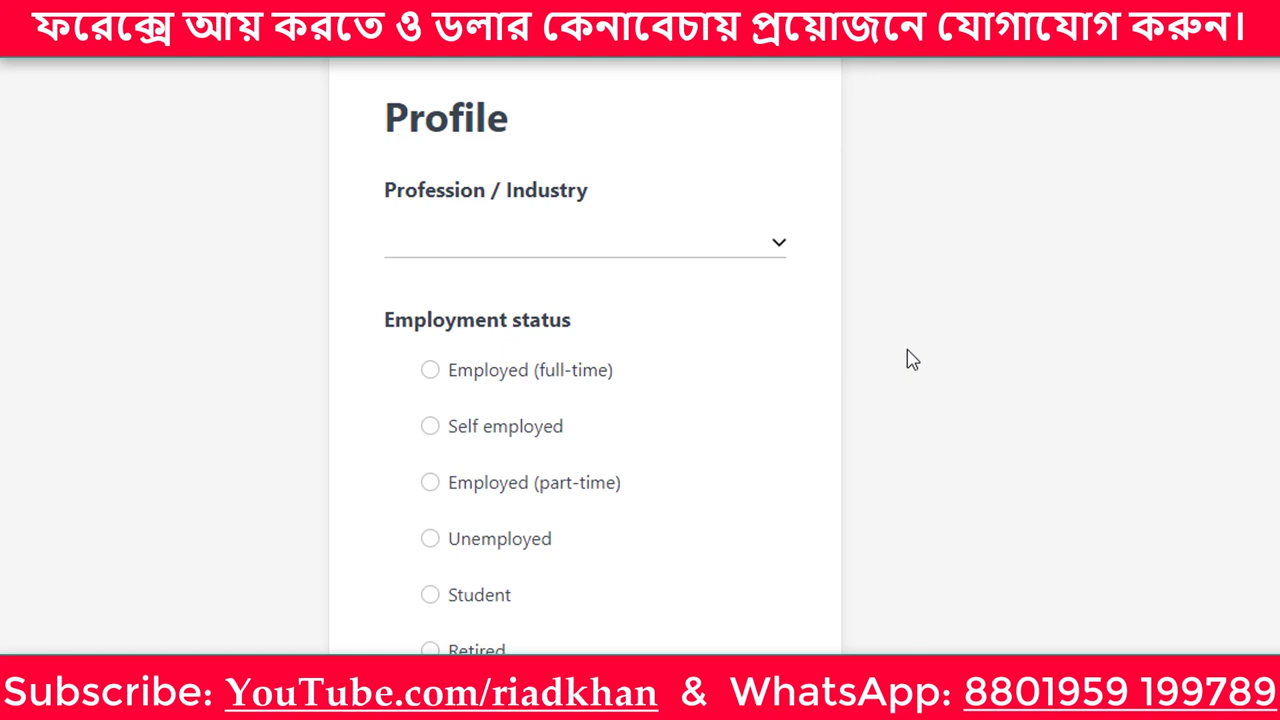 ফরেক্সে আয় করতে ও ডলার কেনাবেচায় প্রয়োজনে যোগাযোগ করুন।
Profile
Profession / Industry
Employment status
Employed (full-time)
Self employed
Employed (part-time)
Unemployed
Student
Retired
Subscribe: YouTube.com/riadkhan & WhatsApp: 8801959 199789